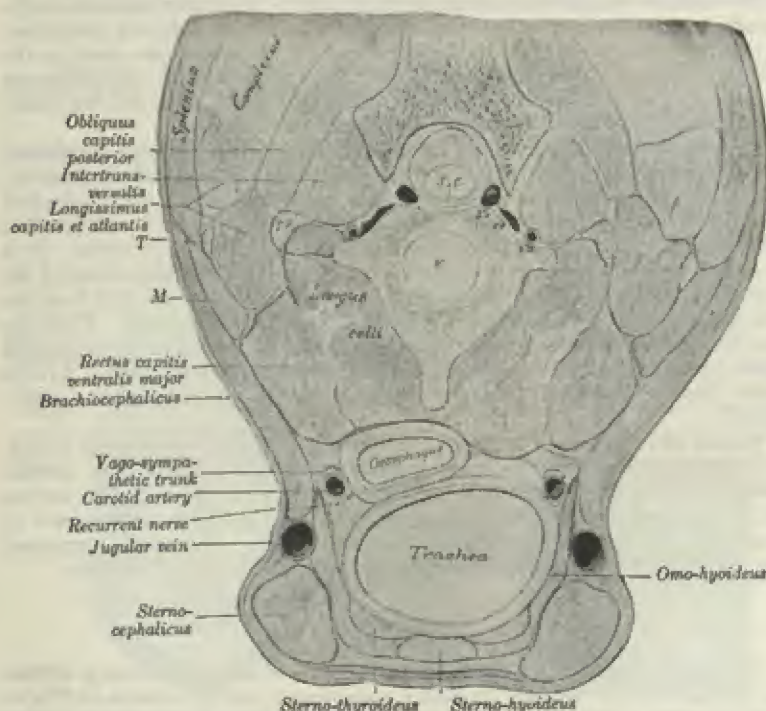 Splenius
Complexus
Obliquus
capitis
posterior
Intertrans-
versalis
Longissimus
capitis et atlantis
T
M
Longus
colli
V
Rectus capitis
ventralis major
Brachiocephalicus
Vago-sympa-
thetic trunk
Carotid artery
Recurrent nerve
Jugular vein
Oesophagus
Trachea
Omo-hyoideus
Sterno-
cephalicus
Sterno-thyroideus
Sterno-hyoideus